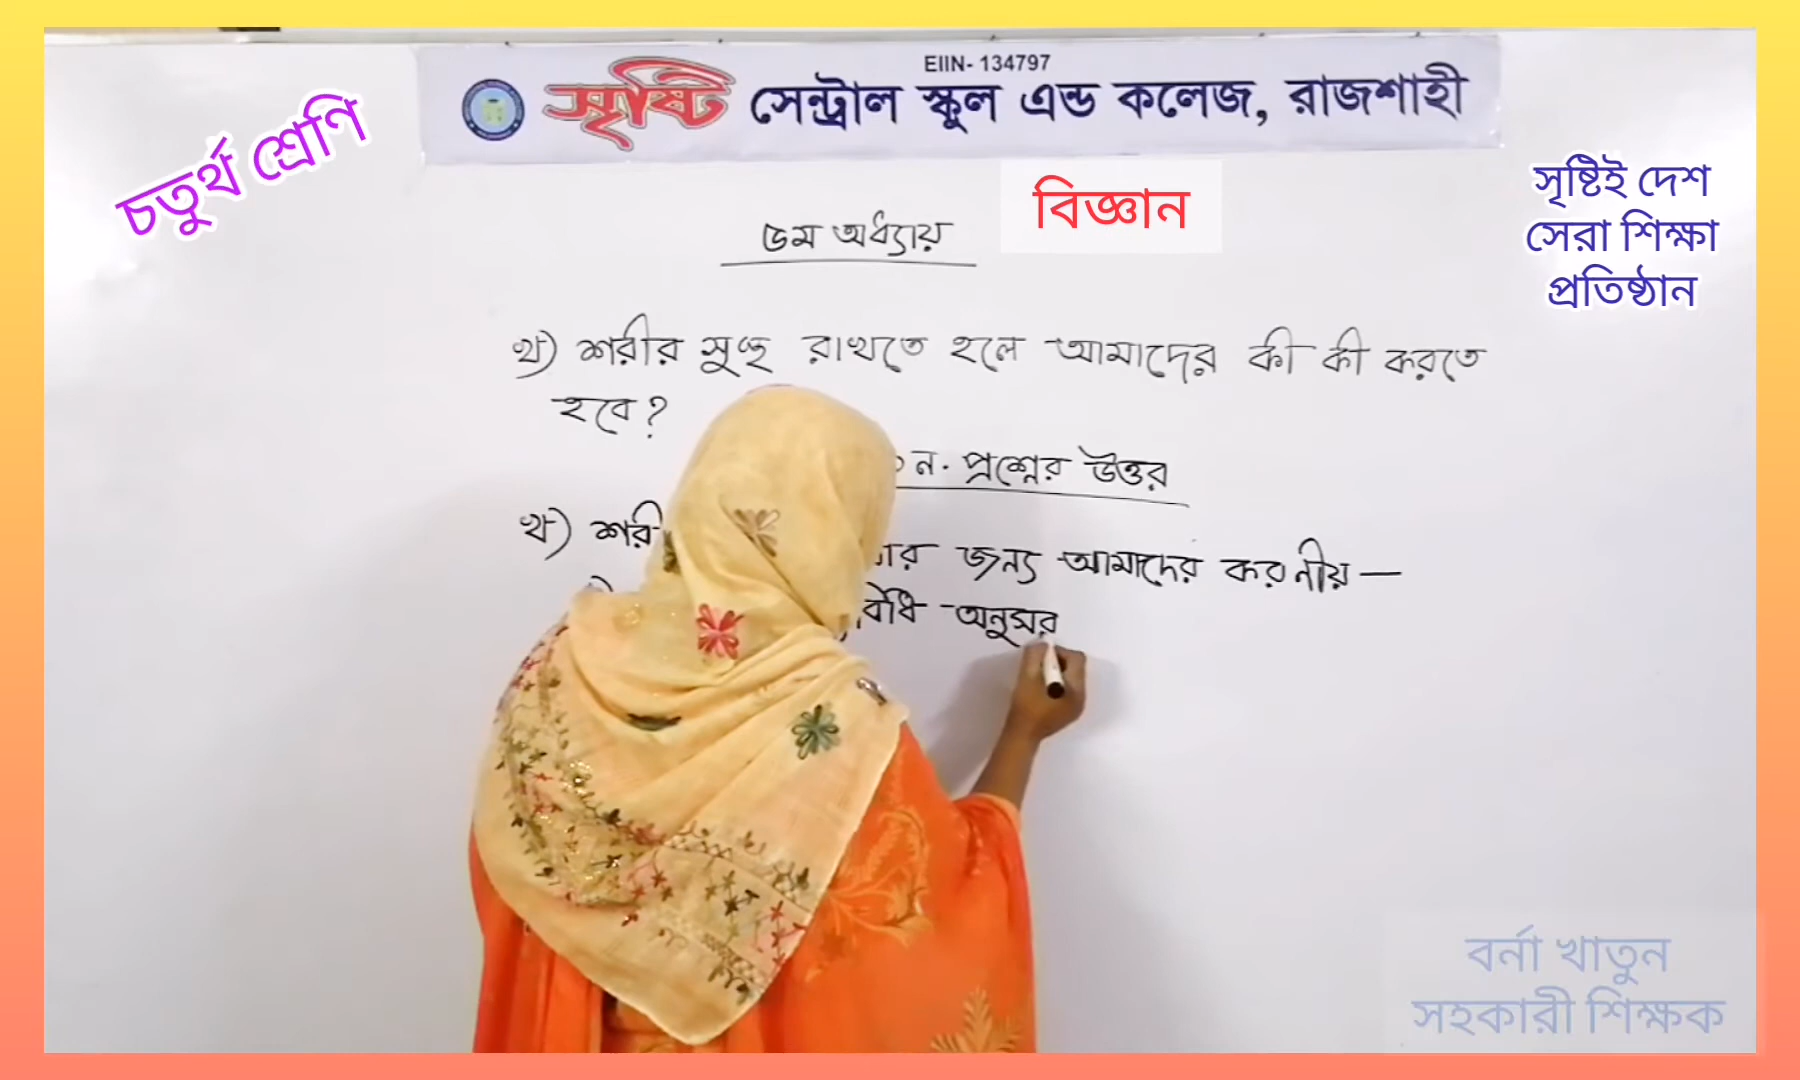 EIIN- 134797
সৃষ্টি সেন্ট্রাল স্কুল এন্ড কলেজ, রাজশাহী
চতুর্থ শ্রেণি
বিজ্ঞান
সৃষ্টিই দেশ
সেরা শিক্ষা
প্রতিষ্ঠান
৬ম অধ্যায়
খ) শরীর সুস্থ রাখতে হলে আমাদের কী কী করতে
হবে?
ন. প্রশ্নের উত্তর
খ) শরী জন্য আমাদের করণীয় —
অনুসর
বর্না খাতুন
সহকারী শিক্ষক